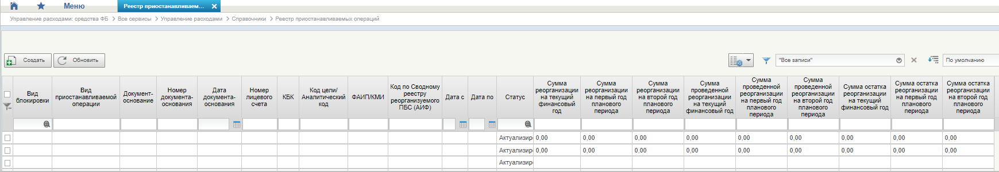 Меню
Реестр приостанавливаем...
Управление расходами: средства ФБ > Все сервисы > Управление расходами > Справочники > Реестр приостанавливаемых операций
Создать
Обновить
"Все записи"
По умолчанию
Вид блокировки
Вид приостанавливаемой операции
Документ-основание
Номер документа-основания
Дата документа-основания
Номер лицевого счета
КБК
Код цели/Аналитический код
ФАИП/КМИ
Код по Сводному реестру реорганизуемого ПБС (АИФ)
Дата с
Дата по
Статус
Сумма реорганизации на текущий финансовый год
Сумма реорганизации на первый год планового периода
Сумма реорганизации на второй год планового периода
Сумма проведенной реорганизации на текущий финансовый год
Сумма проведенной реорганизации на первый год планового периода
Сумма проведенной реорганизации на второй год планового периода
Сумма остатка реорганизации на текущий финансовый год
Сумма остатка реорганизации на первый год планового периода
Сумма остатка реорганизации на второй год планового периода
Актуализир 0,00 0,00 0,00 0,00 0,00 0,00 0,00 0,00 0,00
Актуализир 0,00 0,00 0,00 0,00 0,00 0,00 0,00 0,00 0,00
Актуализир